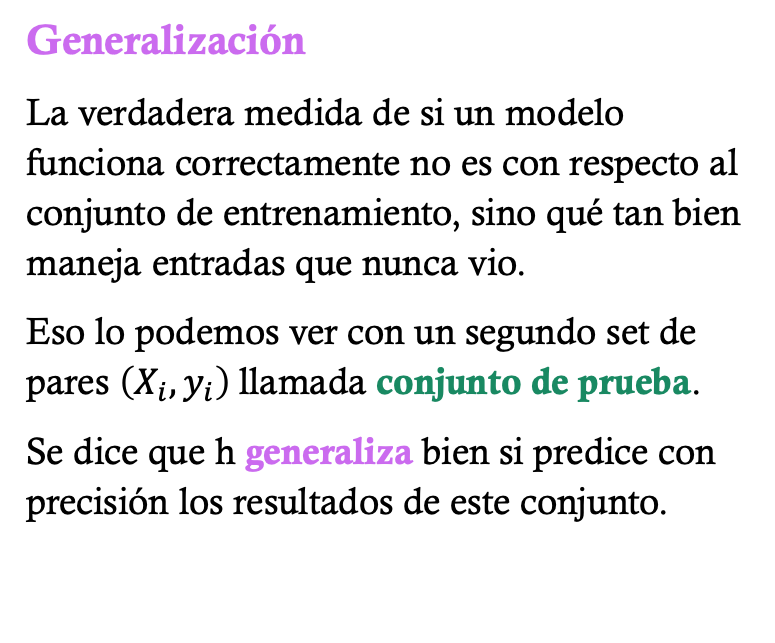 Generalización
La verdadera medida de si un modelo
funciona correctamente no es con respecto al
conjunto de entrenamiento, sino qué tan bien
maneja entradas que nunca vio.
Eso lo podemos ver con un segundo set de
pares (Xᵢ, yᵢ) llamada conjunto de prueba.
Se dice que h generaliza bien si predice con
precisión los resultados de este conjunto.